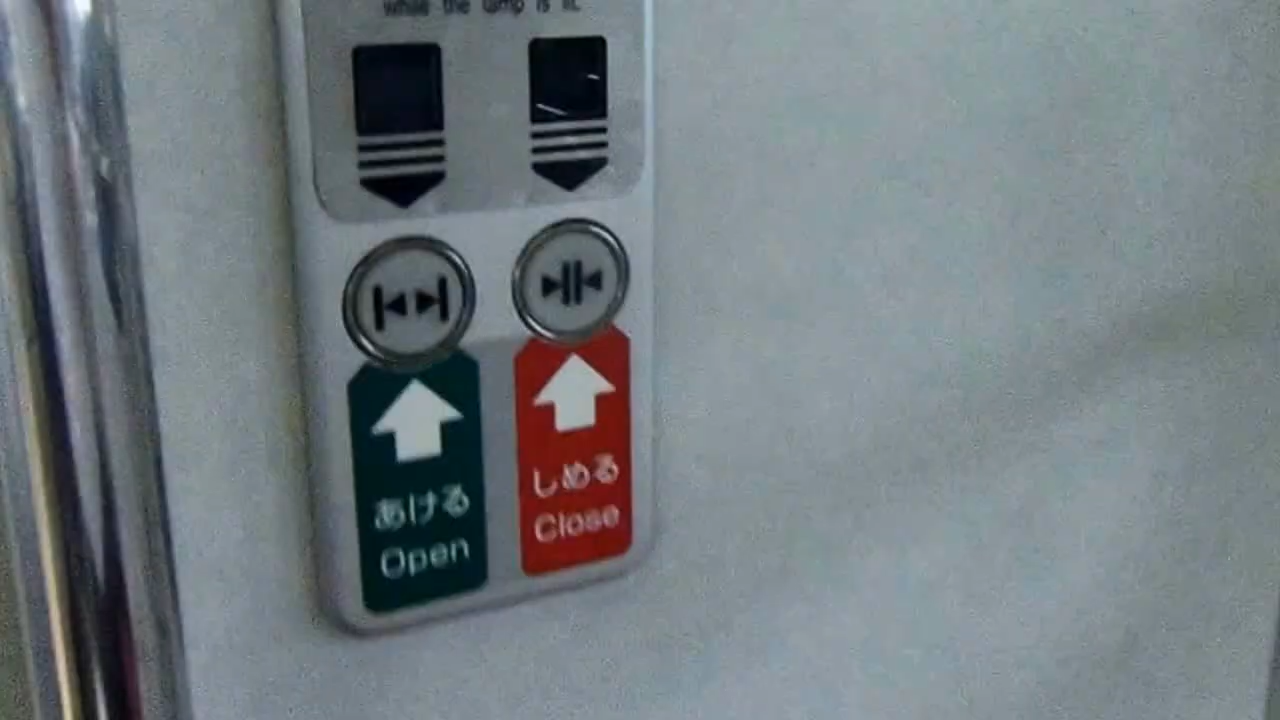 while the lamp is lit.
あける
Open
しめる
Close